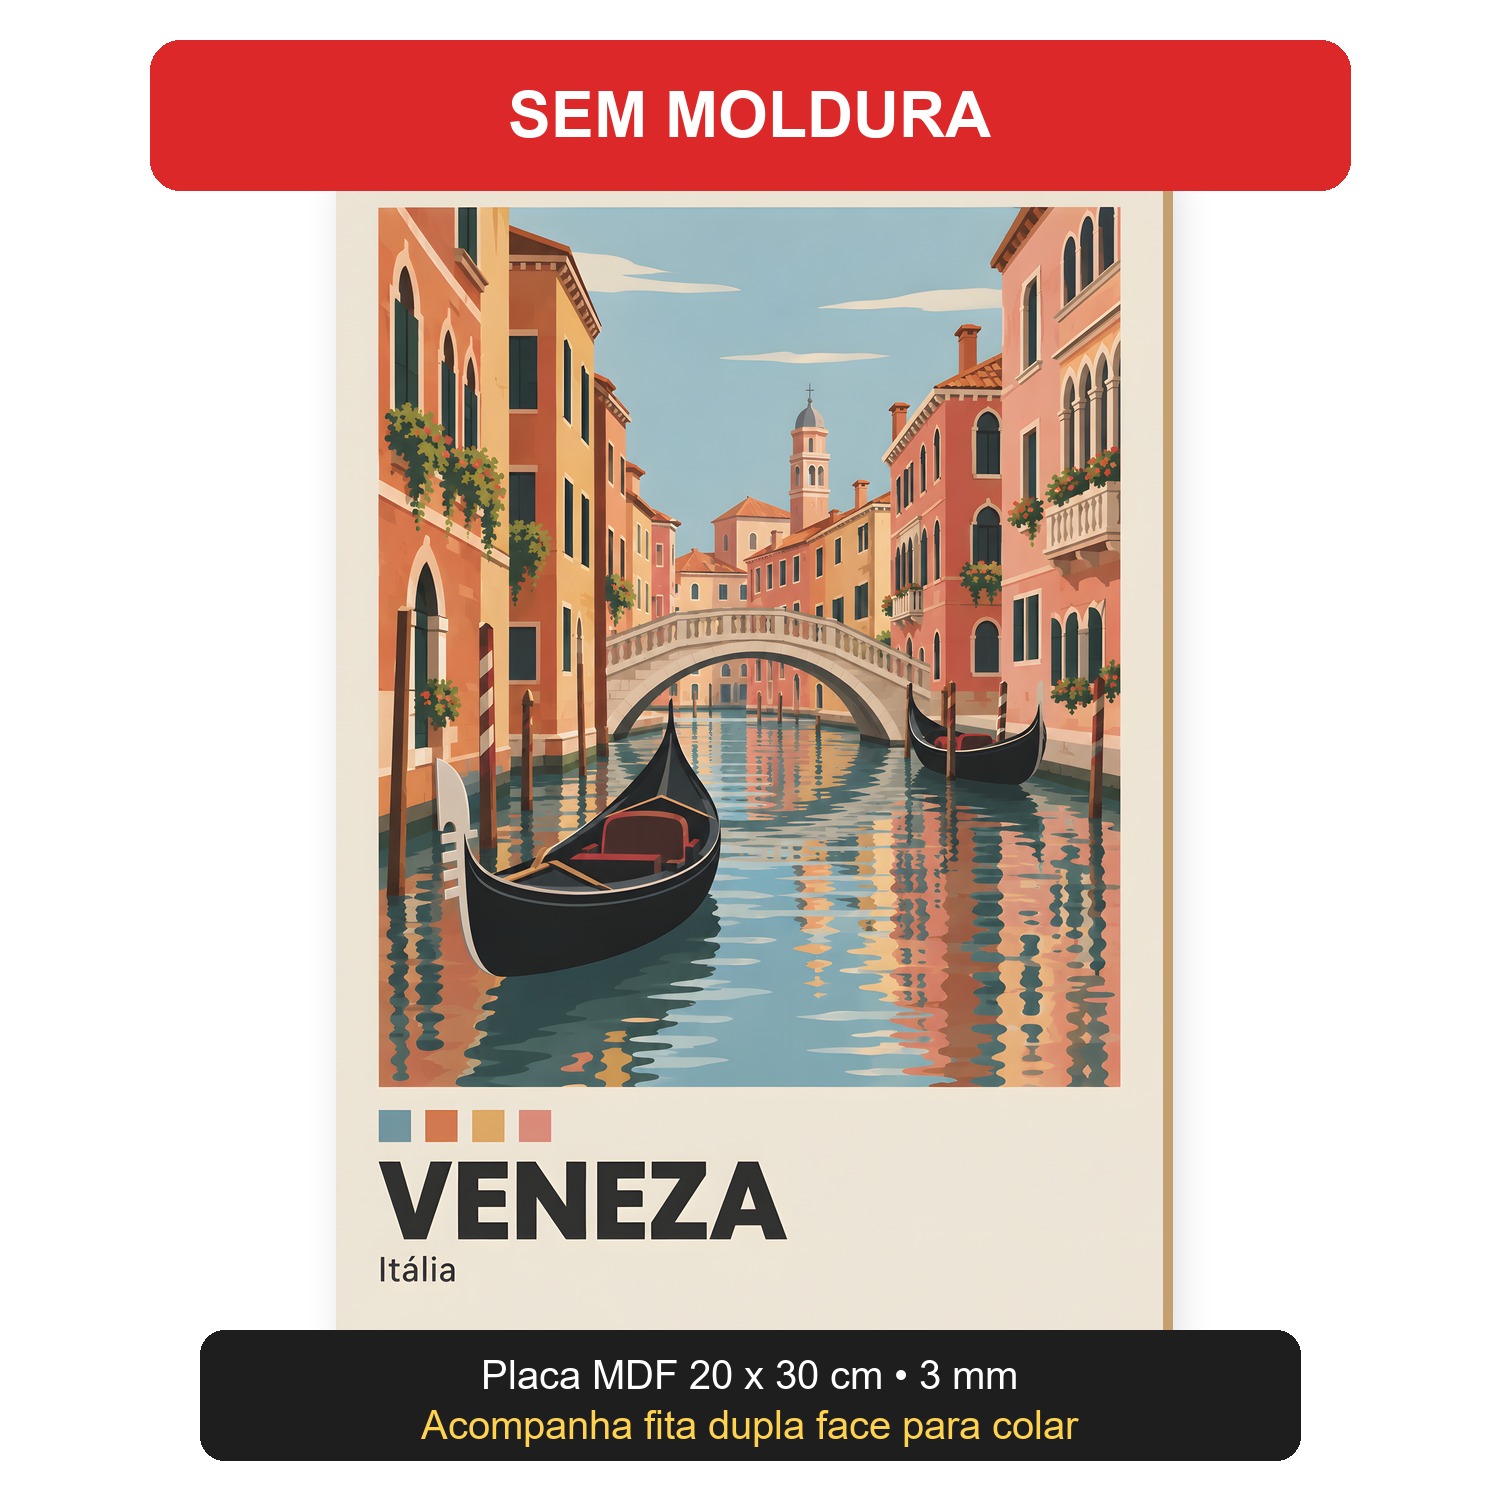 SEM MOLDURA
VENEZA
Itália
Placa MDF 20 x 30 cm • 3 mm
Acompanha fita dupla face para colar